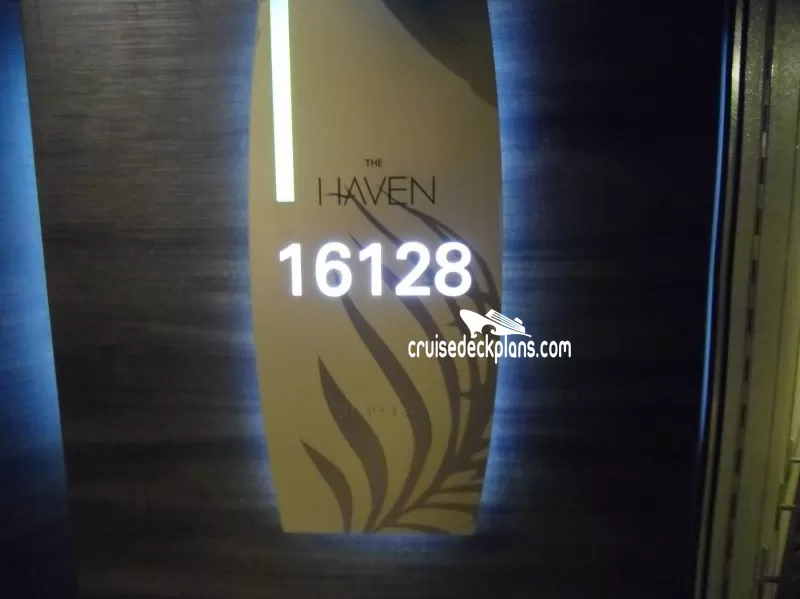 THE
HAVEN
16128
cruisedeckplans.com